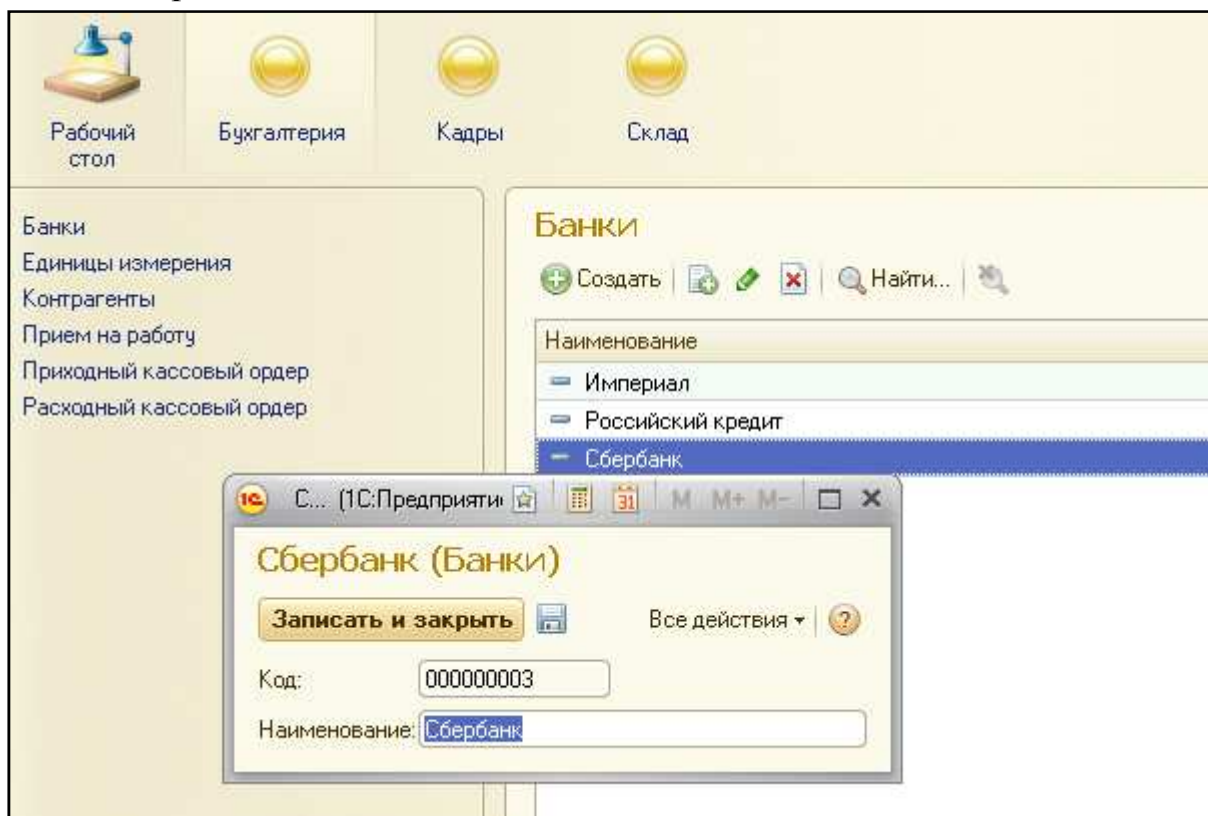 Рабочий
стол
Бухгалтерия
Кадры
Склад
Банки
Единицы измерения
Контрагенты
Прием на работу
Приходный кассовый ордер
Расходный кассовый ордер
Банки
Создать
Найти...
Наименование
Империал
Российский кредит
Сбербанк
1С С... (1С:Предприяти 31 M M+ M-
Сбербанк (Банки)
Записать и закрыть Все действия ?
Код: 000000003
Наименование: Сбербанк